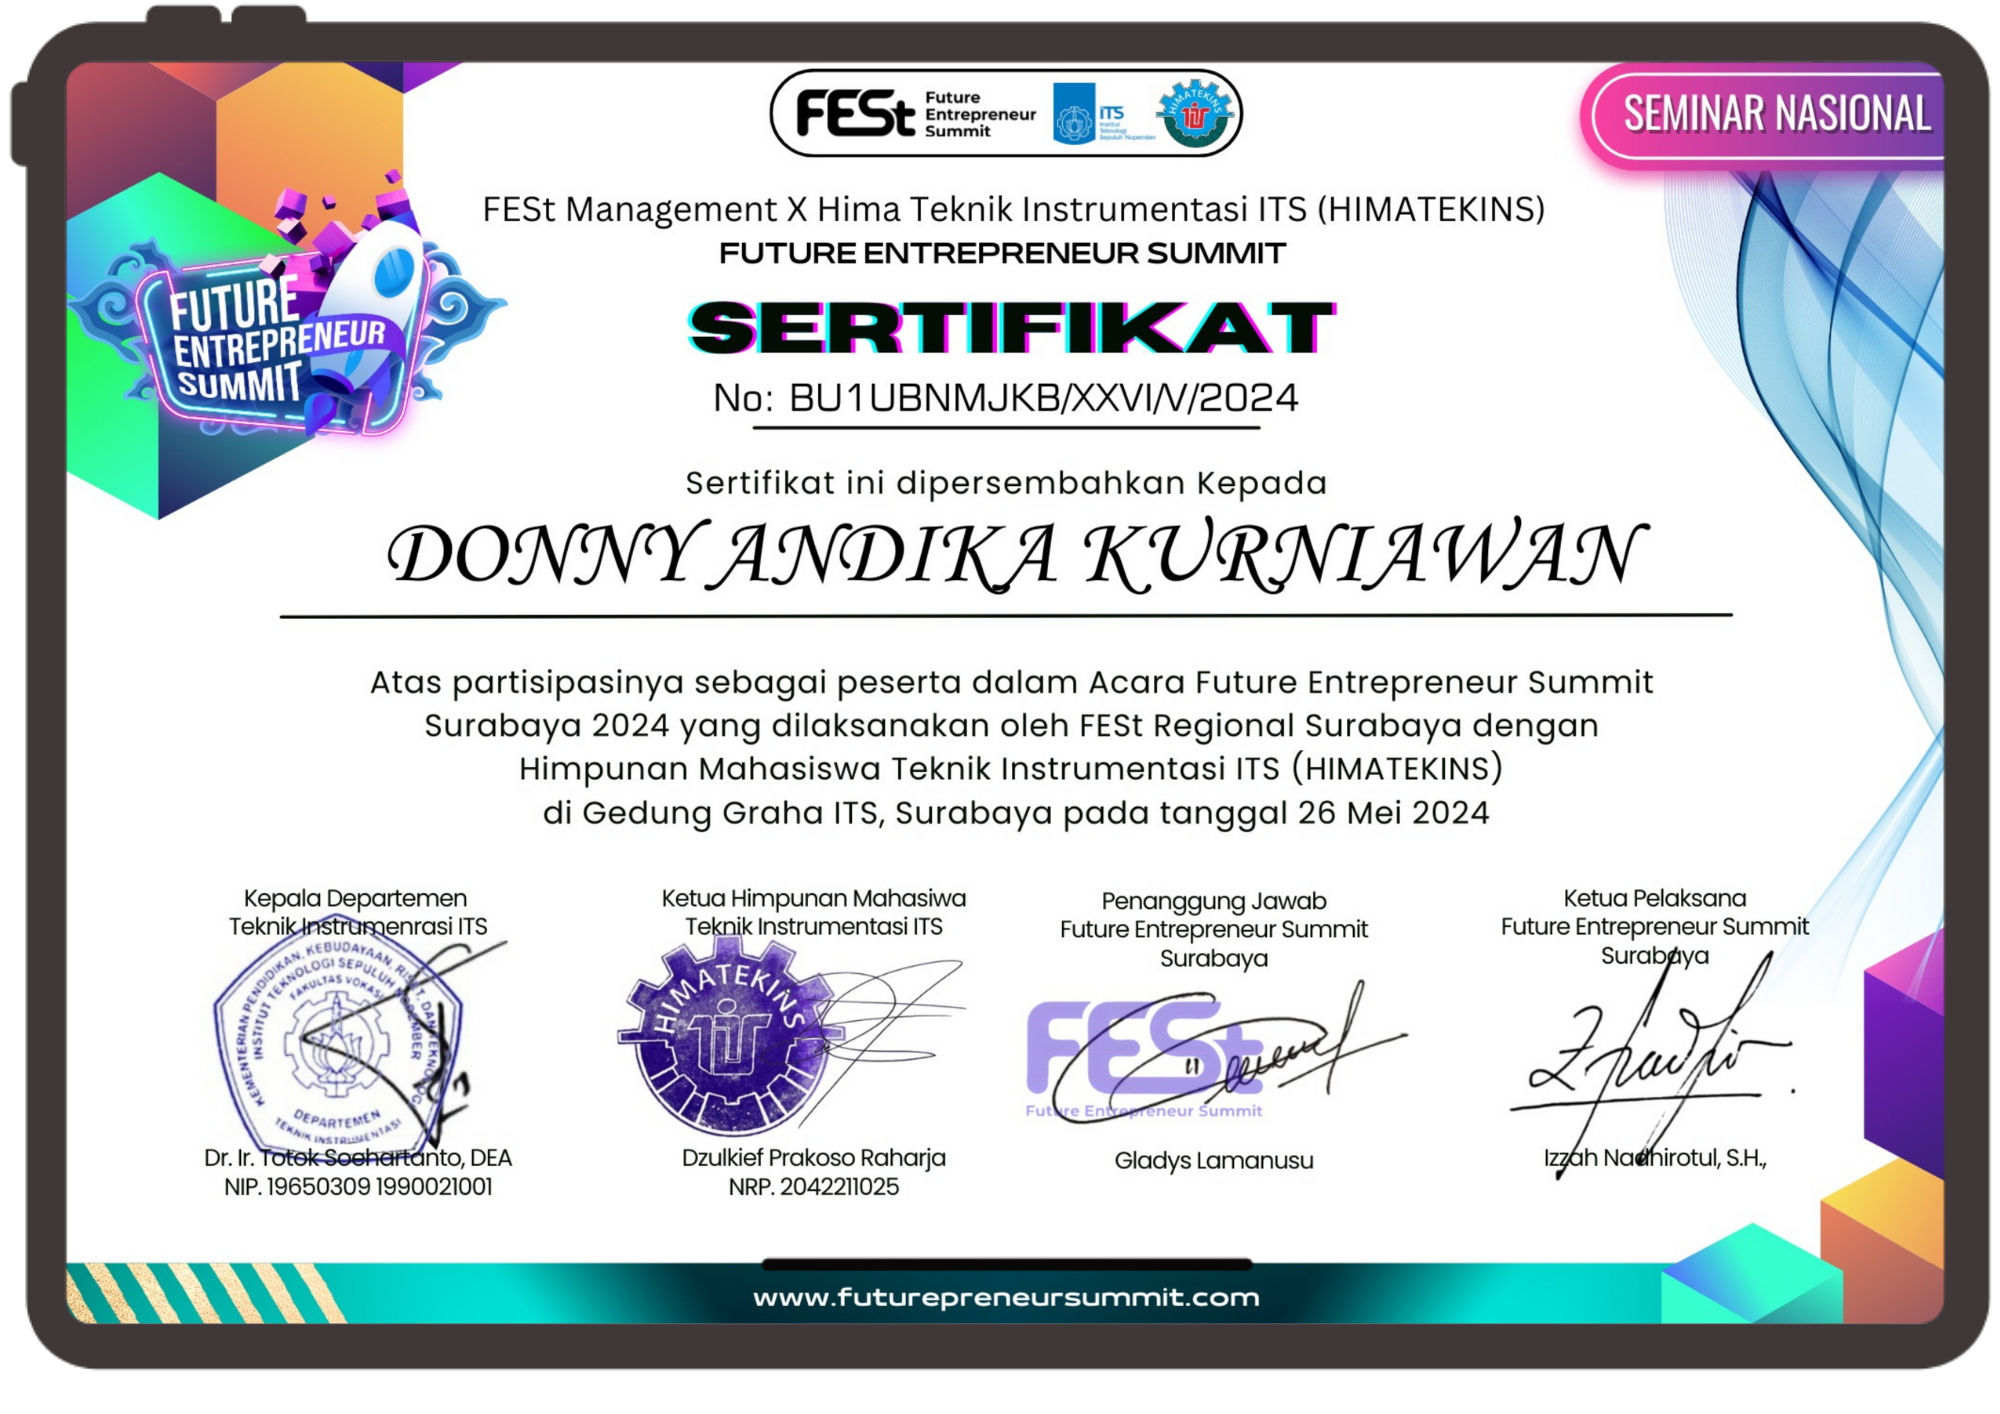 FESt Future
Entrepreneur
Summit
ITS
Institut
Teknologi
Sepuluh Nopember
HIMATEKINS
SEMINAR NASIONAL
FESt Management X Hima Teknik Instrumentasi ITS (HIMATEKINS)
FUTURE ENTREPRENEUR SUMMIT
FUTURE
ENTREPRENEUR
SUMMIT
SERTIFIKAT
No: BU1UBNMJKB/XXVI/V/2024
Sertifikat ini dipersembahkan Kepada
DONNY ANDIKA KURNIAWAN
Atas partisipasinya sebagai peserta dalam Acara Future Entrepreneur Summit
Surabaya 2024 yang dilaksanakan oleh FESt Regional Surabaya dengan
Himpunan Mahasiswa Teknik Instrumentasi ITS (HIMATEKINS)
di Gedung Graha ITS, Surabaya pada tanggal 26 Mei 2024
Kepala Departemen
Teknik Instrumenrasi ITS
KEMENTERIAN PENDIDIKAN, KEBUDAYAAN, RISET, DAN TEKNOLOGI
INSTITUT TEKNOLOGI SEPULUH NOPEMBER
FAKULTAS VOKASI
DEPARTEMEN
TEKNIK INSTRUMENTASI
Dr. Ir. Totok Soehartanto, DEA
NIP. 19650309 1990021001
Ketua Himpunan Mahasiwa
Teknik Instrumentasi ITS
HIMATEKINS
Dzulkief Prakoso Raharja
NRP. 2042211025
Penanggung Jawab
Future Entrepreneur Summit
Surabaya
FESt
Future Entrepreneur Summit
Gladys Lamanusu
Ketua Pelaksana
Future Entrepreneur Summit
Surabaya
Izzah Nadhirotul, S.H.,
www.futurepreneursummit.com